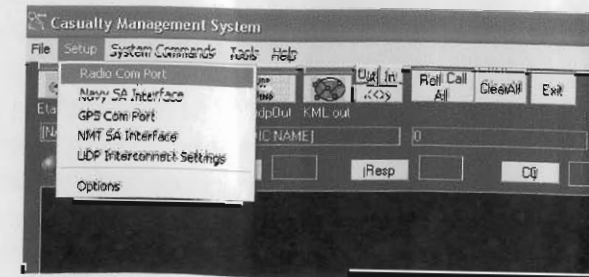 Casualty Management System
File Setup System Commands Tools Help
Radio Com Port
Navy SA Interface
GPS Com Port
NMT SA Interface
UDP Interconnect Settings
Options
Out In
<<>>
Roll Call
All
ClearAll
Exit
UdpOut KML out
IC NAME]
0
Resp
CQ